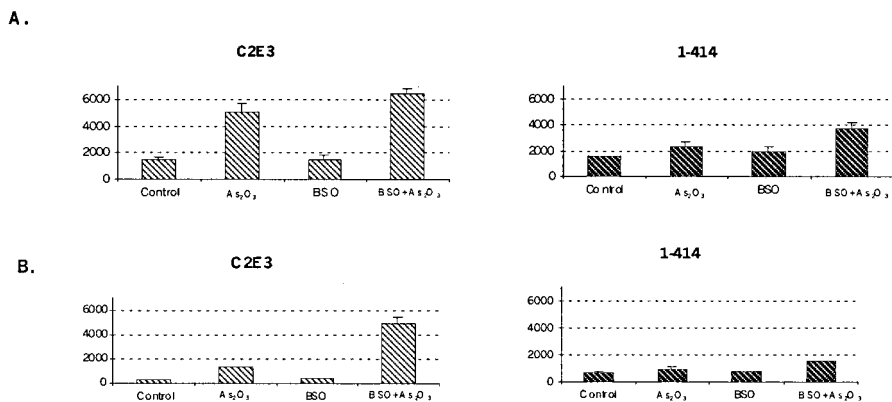 A.
C2E3
6000
4000
2000
0
Control
As₂O₃
BSO
BSO+As₂O₃
1-414
6000
4000
2000
0
Control
As₂O₃
BSO
BSO+As₂O₃
B.
C2E3
6000
4000
2000
0
Control
As₂O₃
BSO
BSO+As₂O₃
1-414
6000
4000
2000
0
Control
As₂O₃
BSO
BSO+As₂O₃